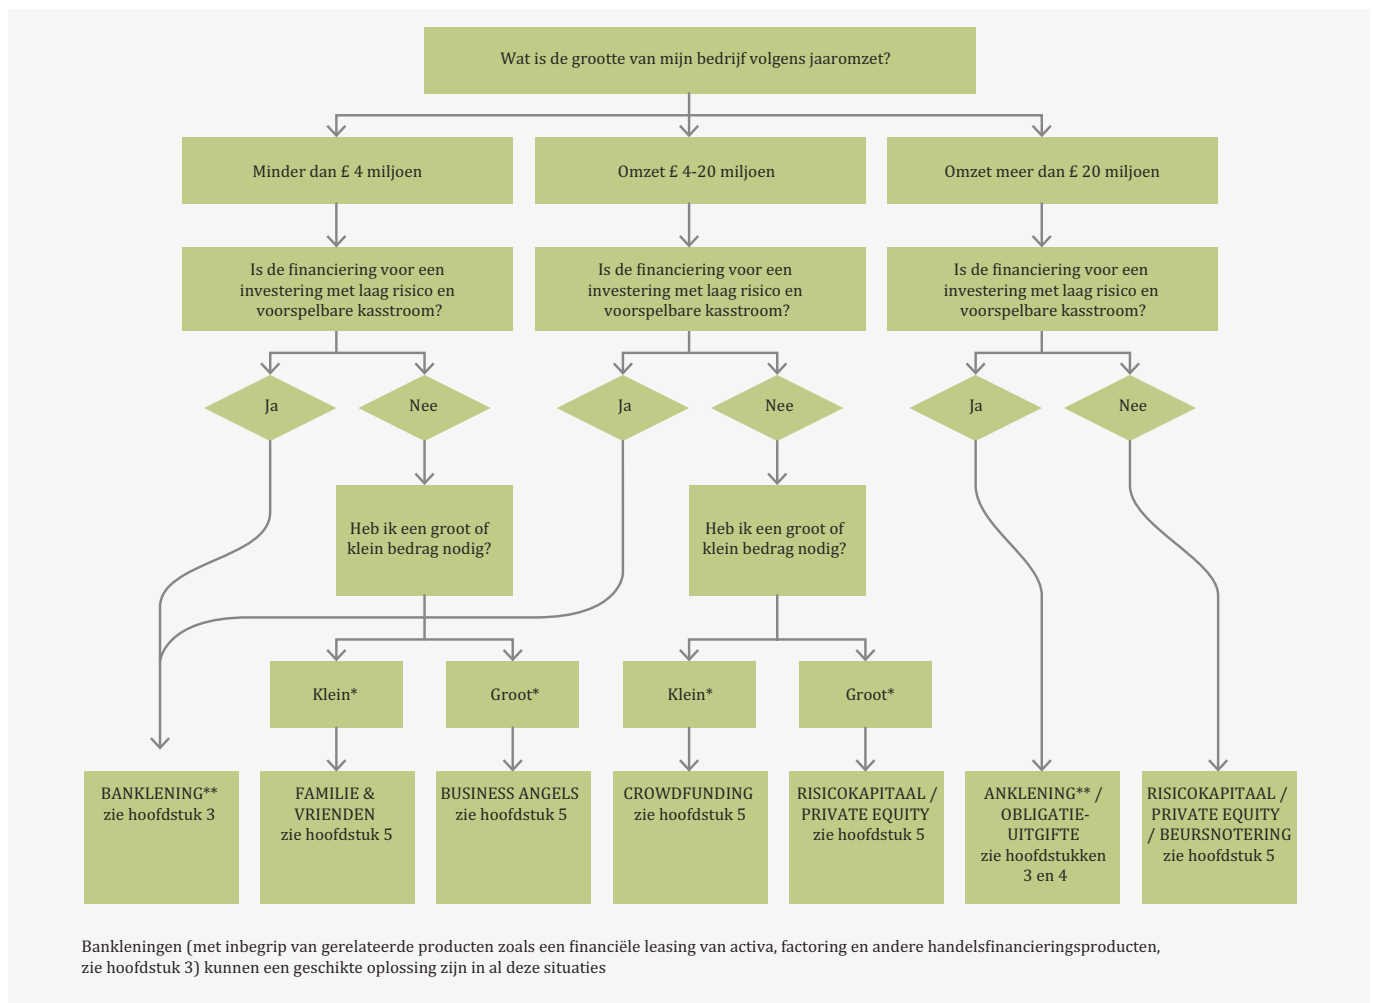 Wat is de grootte van mijn bedrijf volgens jaaromzet?
Minder dan £ 4 miljoen
Omzet £ 4-20 miljoen
Omzet meer dan £ 20 miljoen
Is de financiering voor een
investering met laag risico en
voorspelbare kasstroom?
Is de financiering voor een
investering met laag risico en
voorspelbare kasstroom?
Is de financiering voor een
investering met laag risico en
voorspelbare kasstroom?
Ja
Nee
Ja
Nee
Ja
Nee
Heb ik een groot of
klein bedrag nodig?
Heb ik een groot of
klein bedrag nodig?
Klein*
Groot*
Klein*
Groot*
BANKLENING**
zie hoofdstuk 3
FAMILIE &
VRIENDEN
zie hoofdstuk 5
BUSINESS ANGELS
zie hoofdstuk 5
CROWDFUNDING
zie hoofdstuk 5
RISICOKAPITAAL /
PRIVATE EQUITY
zie hoofdstuk 5
ANKLENING** /
OBLIGATIE-
UITGIFTE
zie hoofdstukken
3 en 4
RISICOKAPITAAL /
PRIVATE EQUITY
/ BEURSNOTERING
zie hoofdstuk 5
Bankleningen (met inbegrip van gerelateerde producten zoals een financiële leasing van activa, factoring en andere handelsfinancieringsproducten,
zie hoofdstuk 3) kunnen een geschikte oplossing zijn in al deze situaties